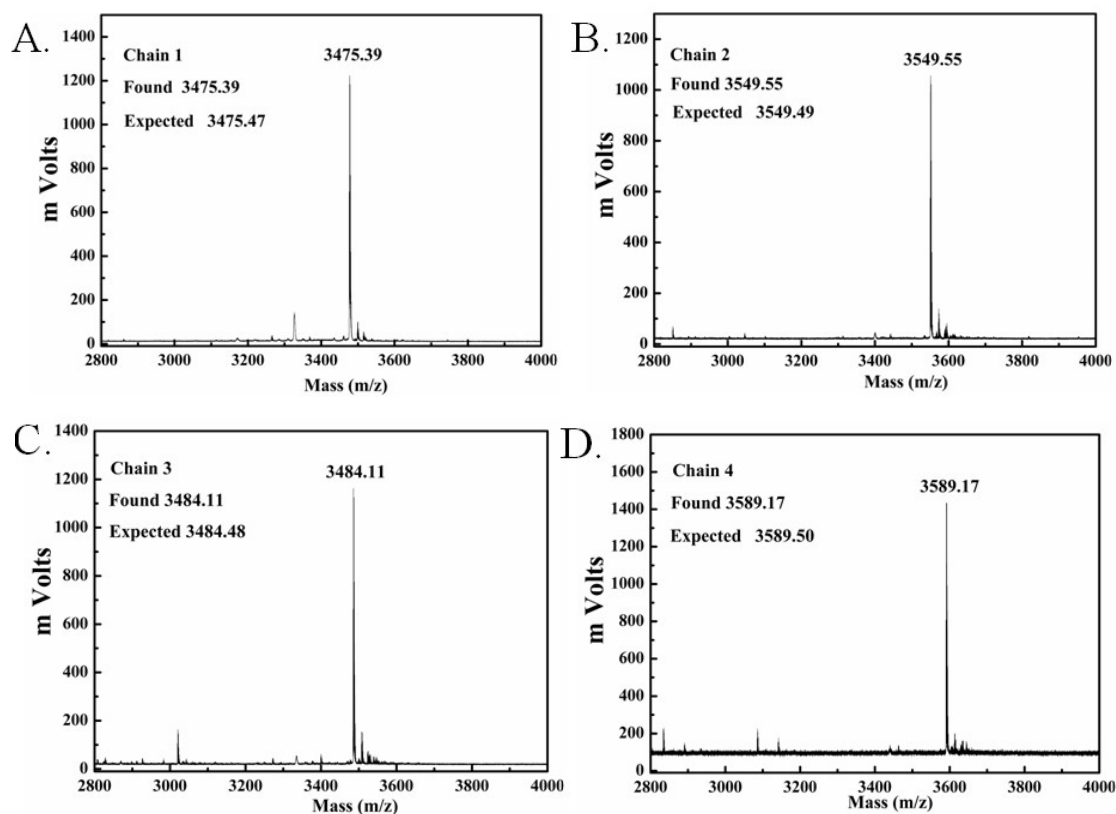 A.
Chain 1
Found 3475.39
Expected 3475.47
3475.39
m Volts
1400
1200
1000
800
600
400
200
0
2800 3000 3200 3400 3600 3800 4000
Mass (m/z)
B.
Chain 2
Found 3549.55
Expected 3549.49
3549.55
m Volts
1200
1000
800
600
400
200
0
2800 3000 3200 3400 3600 3800 4000
Mass (m/z)
C.
Chain 3
Found 3484.11
Expected 3484.48
3484.11
m Volts
1400
1200
1000
800
600
400
200
0
2800 3000 3200 3400 3600 3800 4000
Mass (m/z)
D.
Chain 4
Found 3589.17
Expected 3589.50
3589.17
m Volts
1800
1600
1400
1200
1000
800
600
400
200
0
2800 3000 3200 3400 3600 3800 4000
Mass (m/z)